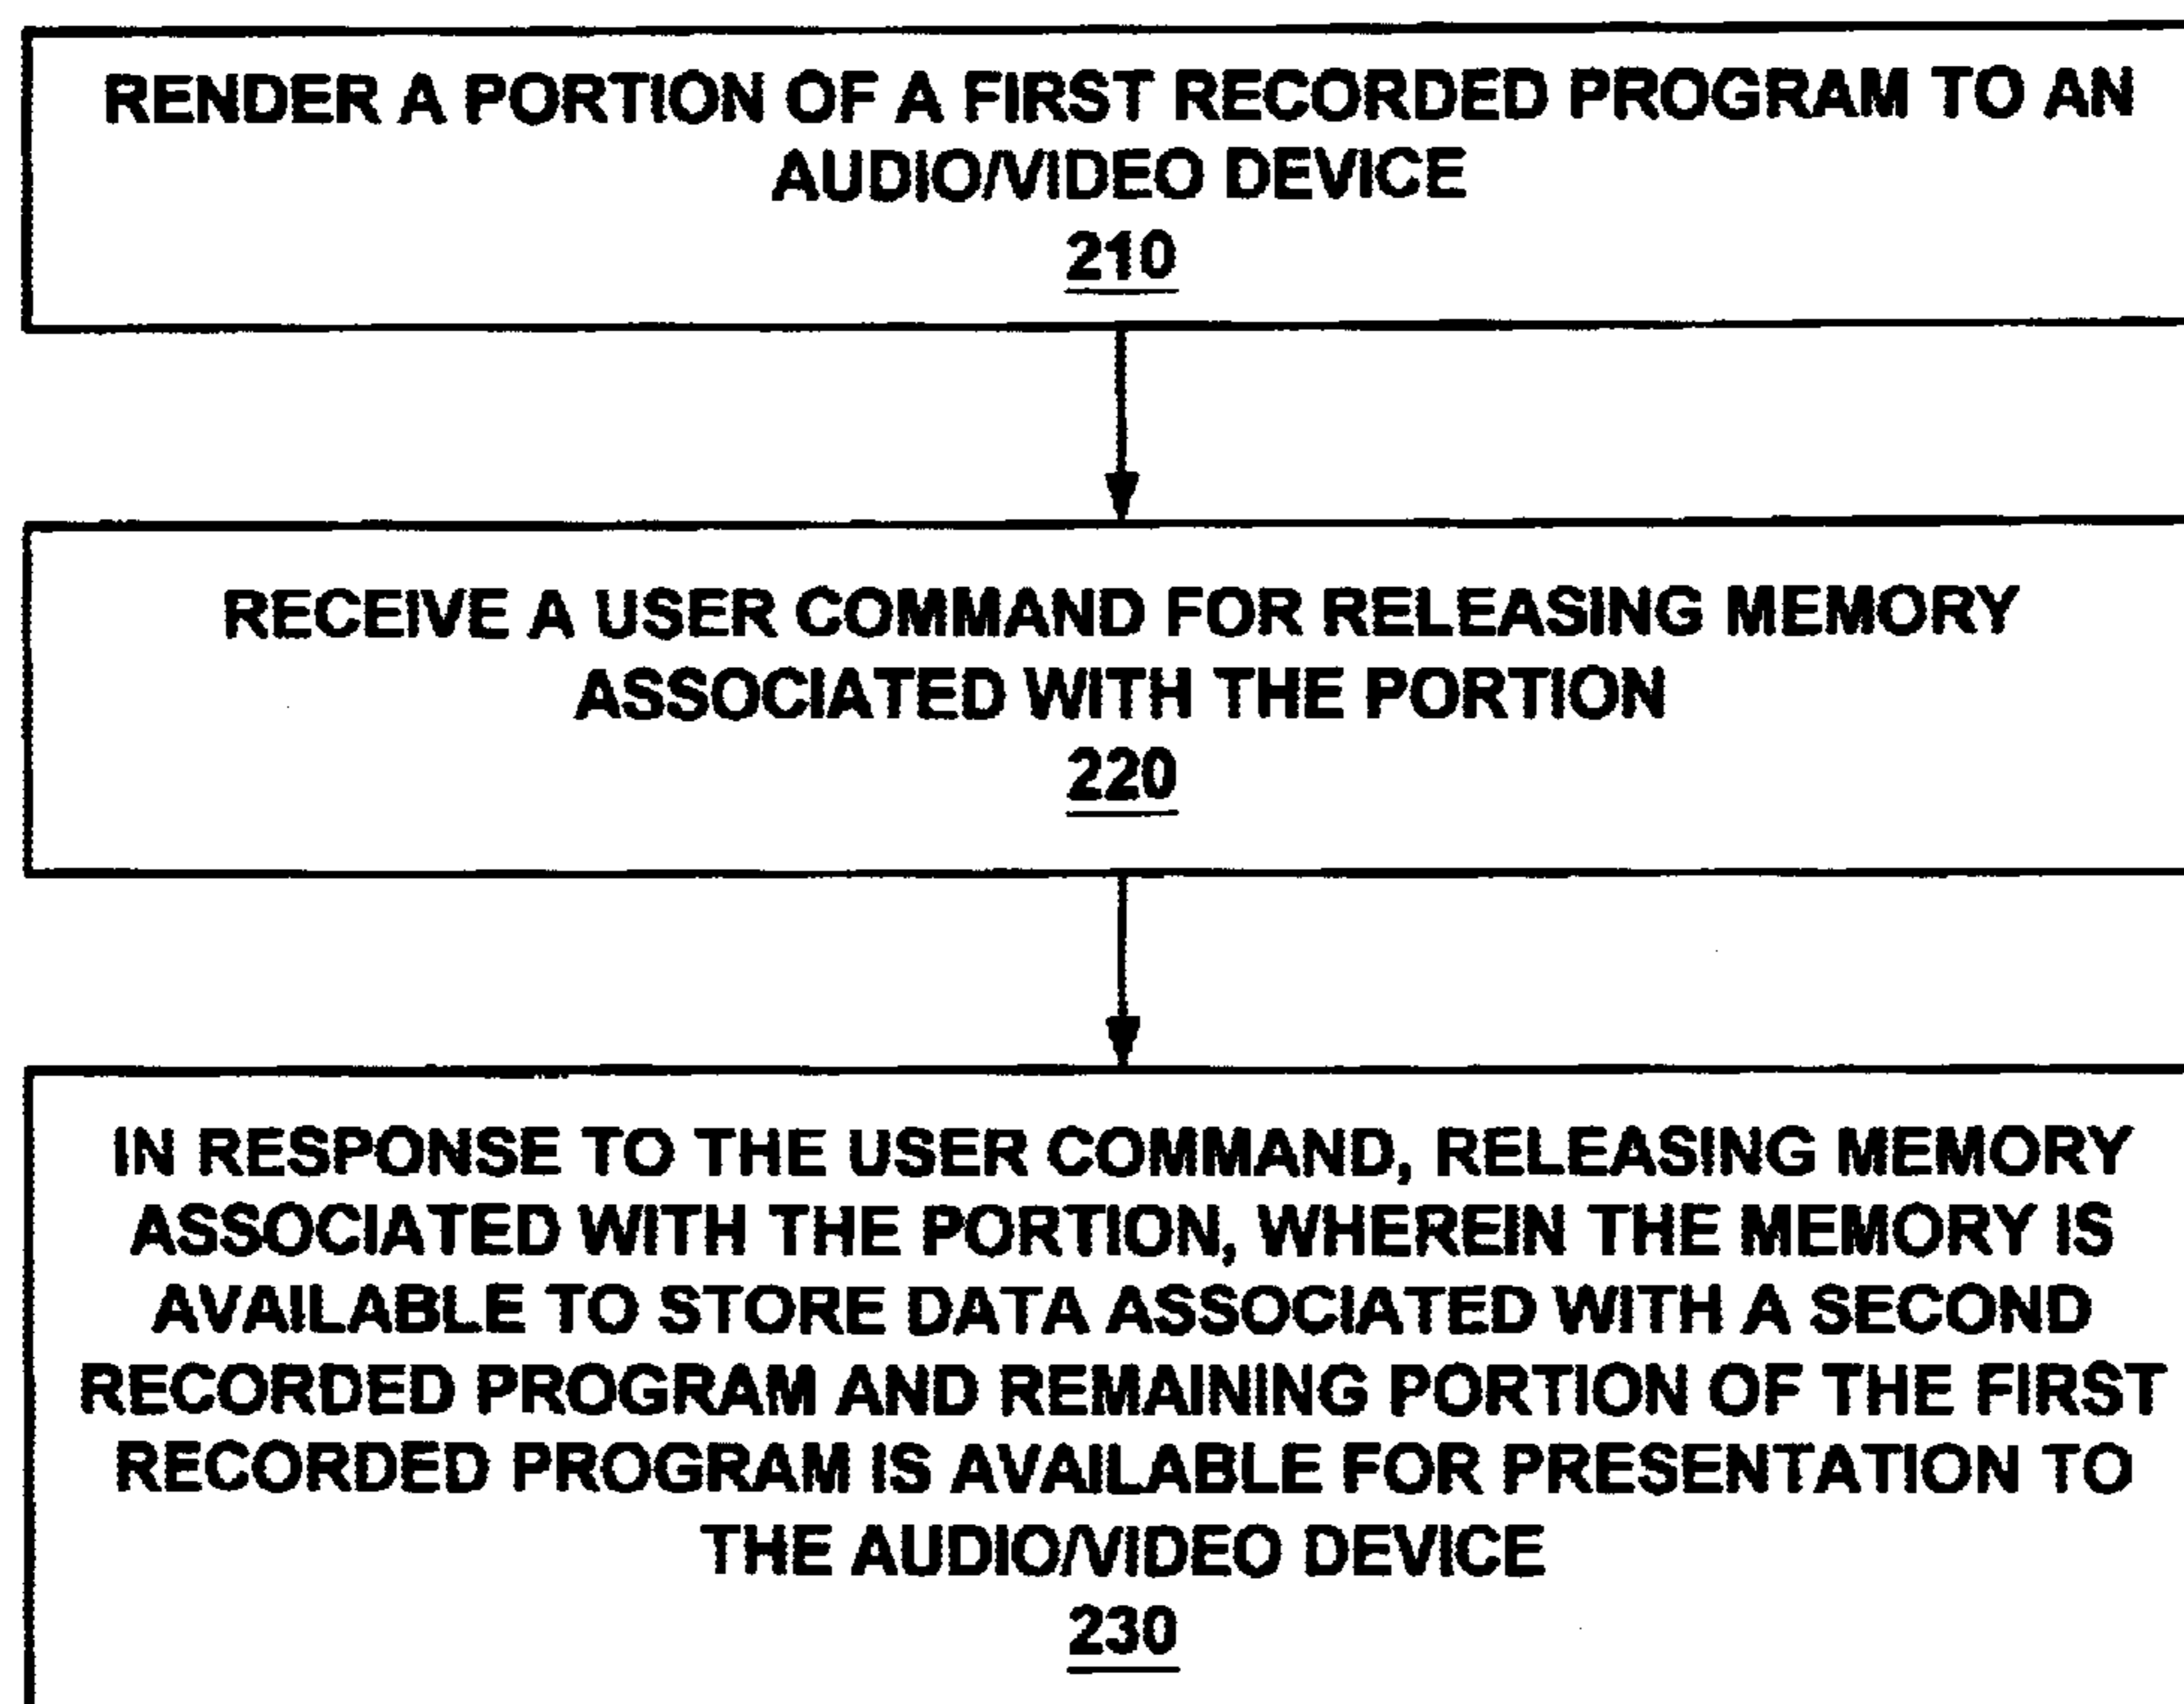 RENDER A PORTION OF A FIRST RECORDED PROGRAM TO AN
AUDIO/VIDEO DEVICE
210
RECEIVE A USER COMMAND FOR RELEASING MEMORY
ASSOCIATED WITH THE PORTION
220
IN RESPONSE TO THE USER COMMAND, RELEASING MEMORY
ASSOCIATED WITH THE PORTION, WHEREIN THE MEMORY IS
AVAILABLE TO STORE DATA ASSOCIATED WITH A SECOND
RECORDED PROGRAM AND REMAINING PORTION OF THE FIRST
RECORDED PROGRAM IS AVAILABLE FOR PRESENTATION TO
THE AUDIO/VIDEO DEVICE
230